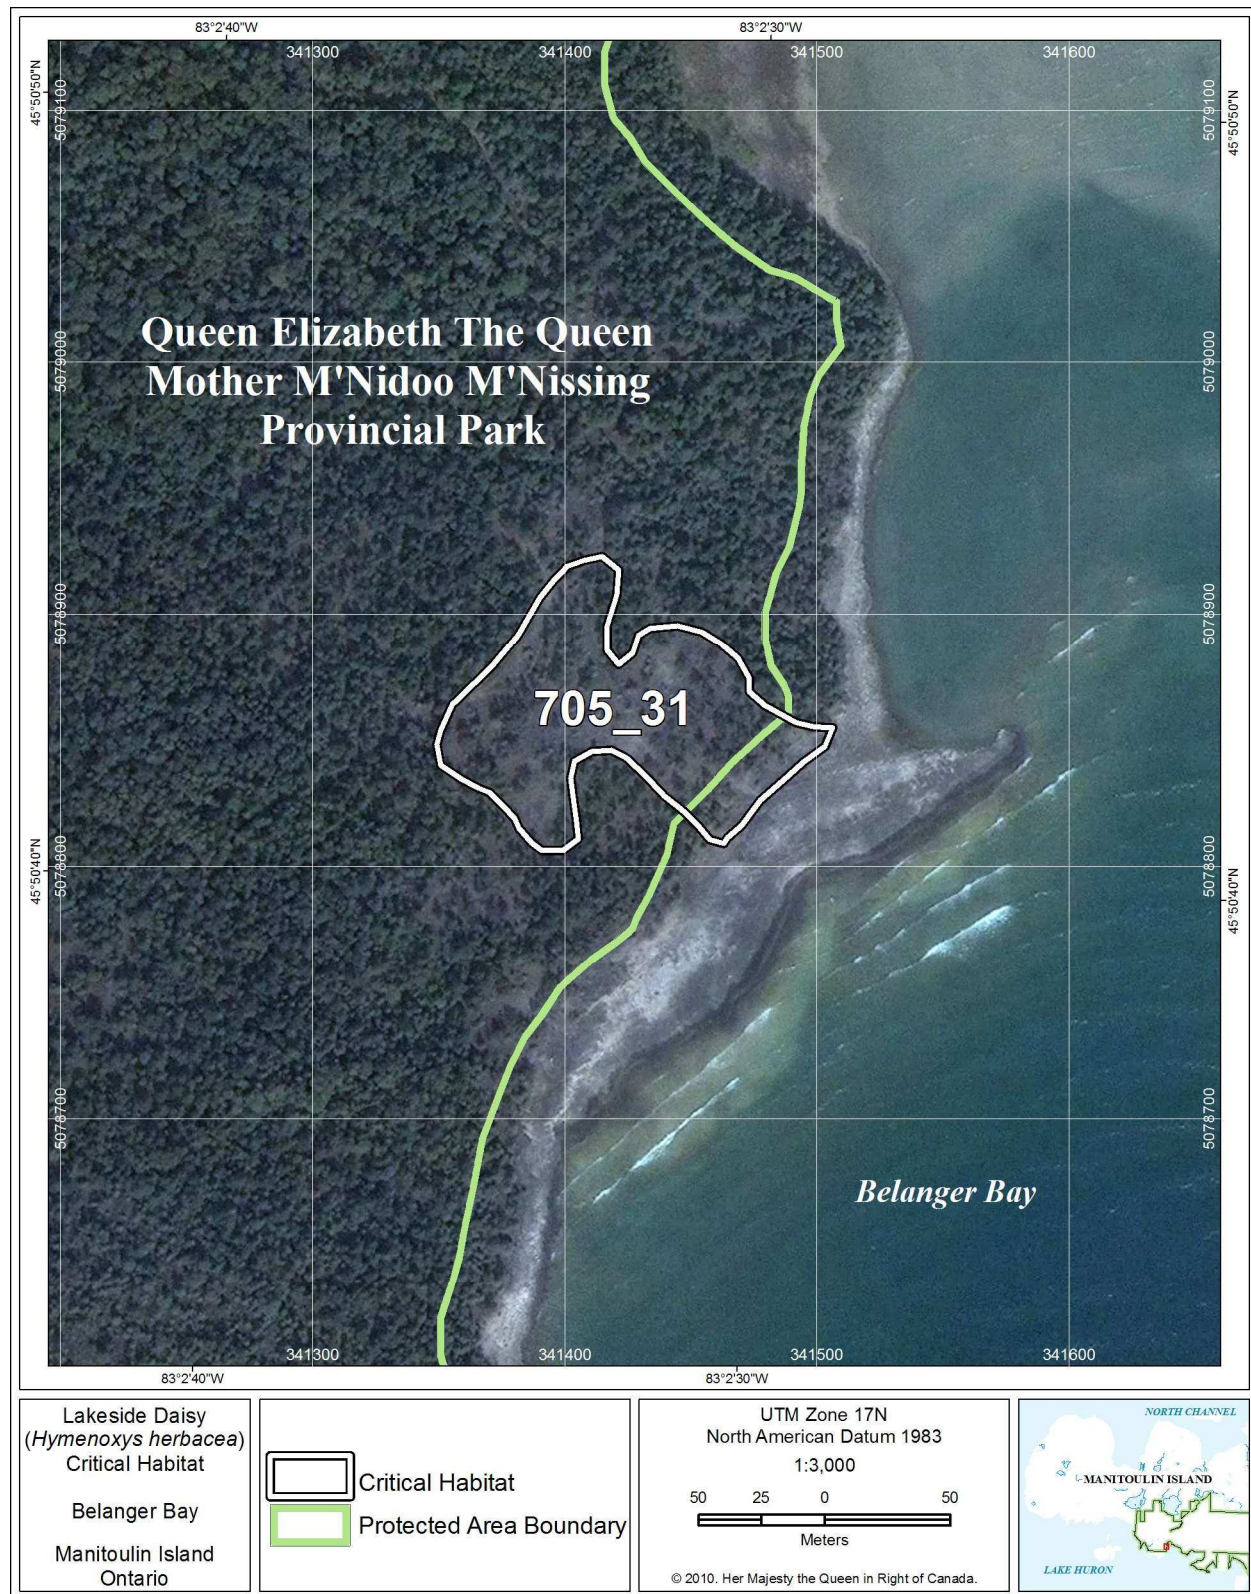 83°2'40"W
83°2'30"W
341300
341400
341500
341600
45°50'50"N
5079100
5079100
45°50'50"N
Queen Elizabeth The Queen
Mother M'Nidoo M'Nissing
Provincial Park
5079000
5079000
5078900
5078900
705_31
45°50'40"N
5078800
5078800
45°50'40"N
5078700
5078700
Belanger Bay
341300
341400
341500
341600
83°2'40"W
83°2'30"W
Lakeside Daisy
(Hymenoxys herbacea)
Critical Habitat
Belanger Bay
Manitoulin Island
Ontario
Critical Habitat
Protected Area Boundary
UTM Zone 17N
North American Datum 1983
1:3,000
50 25 0 50
Meters
© 2010. Her Majesty the Queen in Right of Canada.
NORTH CHANNEL
MANITOULIN ISLAND
LAKE HURON